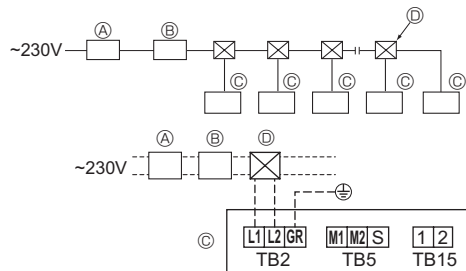 Ⓐ Ⓑ Ⓓ
~230V
Ⓒ Ⓒ Ⓒ Ⓒ Ⓒ
Ⓐ Ⓑ Ⓓ
~230V
Ⓒ L1 L2 GR M1 M2 S 1 2
TB2 TB5 TB15